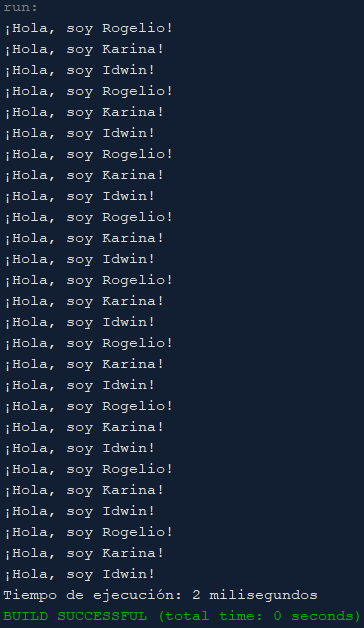 run:
¡Hola, soy Rogelio!
¡Hola, soy Karina!
¡Hola, soy Idwin!
¡Hola, soy Rogelio!
¡Hola, soy Karina!
¡Hola, soy Idwin!
¡Hola, soy Rogelio!
¡Hola, soy Karina!
¡Hola, soy Idwin!
¡Hola, soy Rogelio!
¡Hola, soy Karina!
¡Hola, soy Idwin!
¡Hola, soy Rogelio!
¡Hola, soy Karina!
¡Hola, soy Idwin!
¡Hola, soy Rogelio!
¡Hola, soy Karina!
¡Hola, soy Idwin!
¡Hola, soy Rogelio!
¡Hola, soy Karina!
¡Hola, soy Idwin!
¡Hola, soy Rogelio!
¡Hola, soy Karina!
¡Hola, soy Idwin!
¡Hola, soy Rogelio!
¡Hola, soy Karina!
¡Hola, soy Idwin!
Tiempo de ejecución: 2 milisegundos
BUILD SUCCESSFUL (total time: 0 seconds)